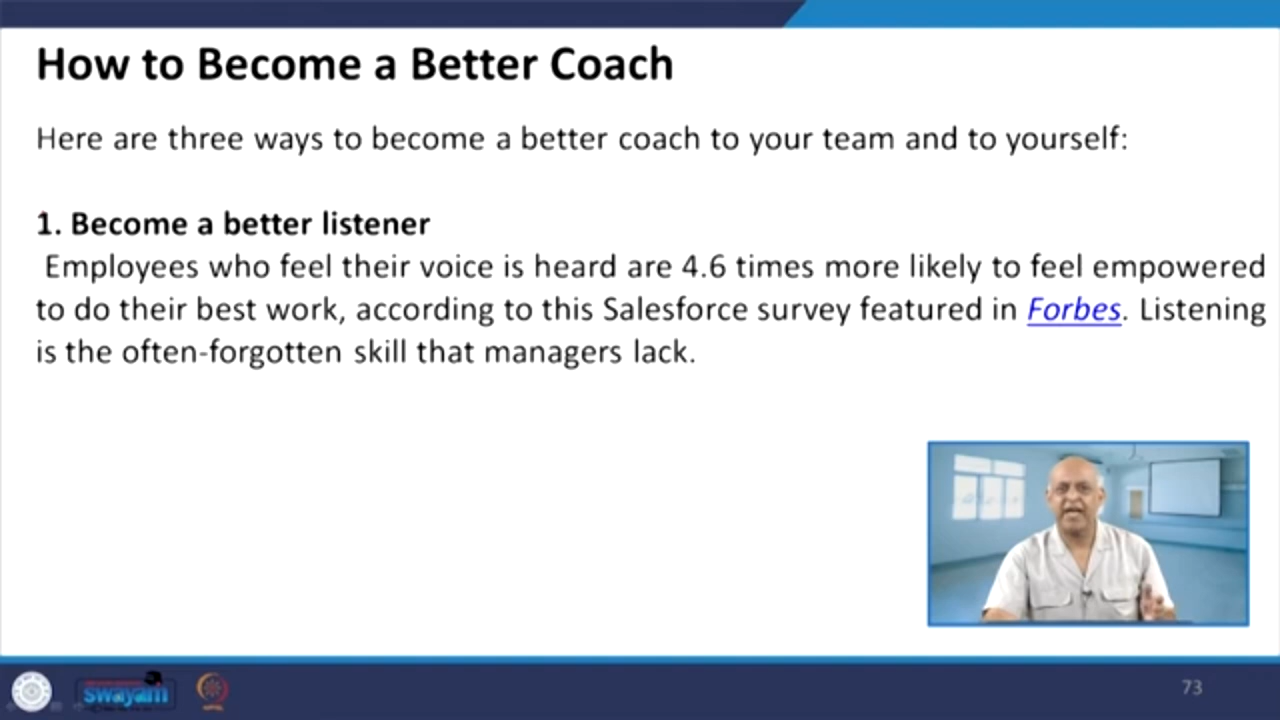 How to Become a Better Coach
Here are three ways to become a better coach to your team and to yourself:
1. Become a better listener
Employees who feel their voice is heard are 4.6 times more likely to feel empowered
to do their best work, according to this Salesforce survey featured in Forbes. Listening
is the often-forgotten skill that managers lack.
swayam
73